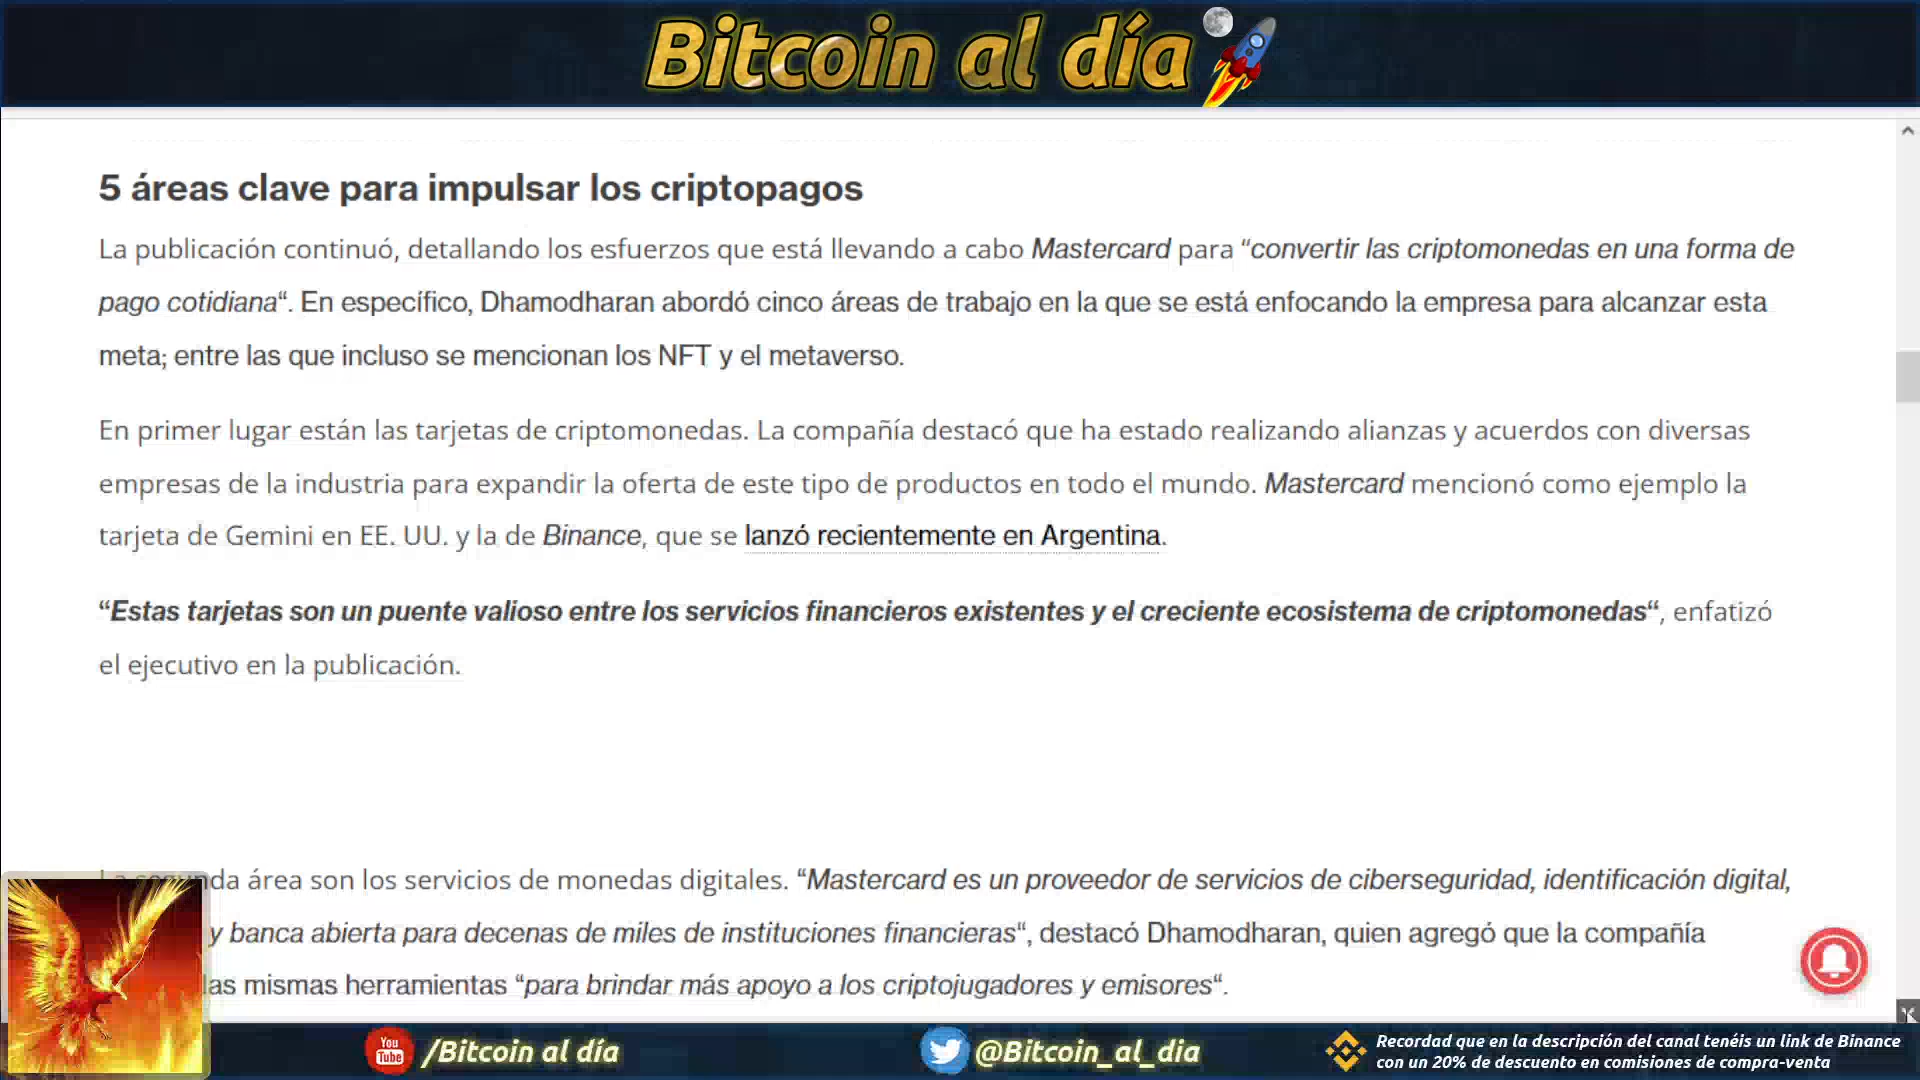 Bitcoin al día
5 áreas clave para impulsar los criptopagos
La publicación continuó, detallando los esfuerzos que está llevando a cabo Mastercard para “convertir las criptomonedas en una forma de
pago cotidiana“. En específico, Dhamodharan abordó cinco áreas de trabajo en la que se está enfocando la empresa para alcanzar esta
meta; entre las que incluso se mencionan los NFT y el metaverso.
En primer lugar están las tarjetas de criptomonedas. La compañía destacó que ha estado realizando alianzas y acuerdos con diversas
empresas de la industria para expandir la oferta de este tipo de productos en todo el mundo. Mastercard mencionó como ejemplo la
tarjeta de Gemini en EE. UU. y la de Binance, que se lanzó recientemente en Argentina.
“Estas tarjetas son un puente valioso entre los servicios financieros existentes y el creciente ecosistema de criptomonedas“, enfatizó
el ejecutivo en la publicación.
La segunda área son los servicios de monedas digitales. “Mastercard es un proveedor de servicios de ciberseguridad, identificación digital,
y banca abierta para decenas de miles de instituciones financieras“, destacó Dhamodharan, quien agregó que la compañía
las mismas herramientas “para brindar más apoyo a los criptojugadores y emisores“.
You
Tube
/Bitcoin al día
@Bitcoin_al_dia
Recordad que en la descripción del canal tenéis un link de Binance
con un 20% de descuento en comisiones de compra-venta